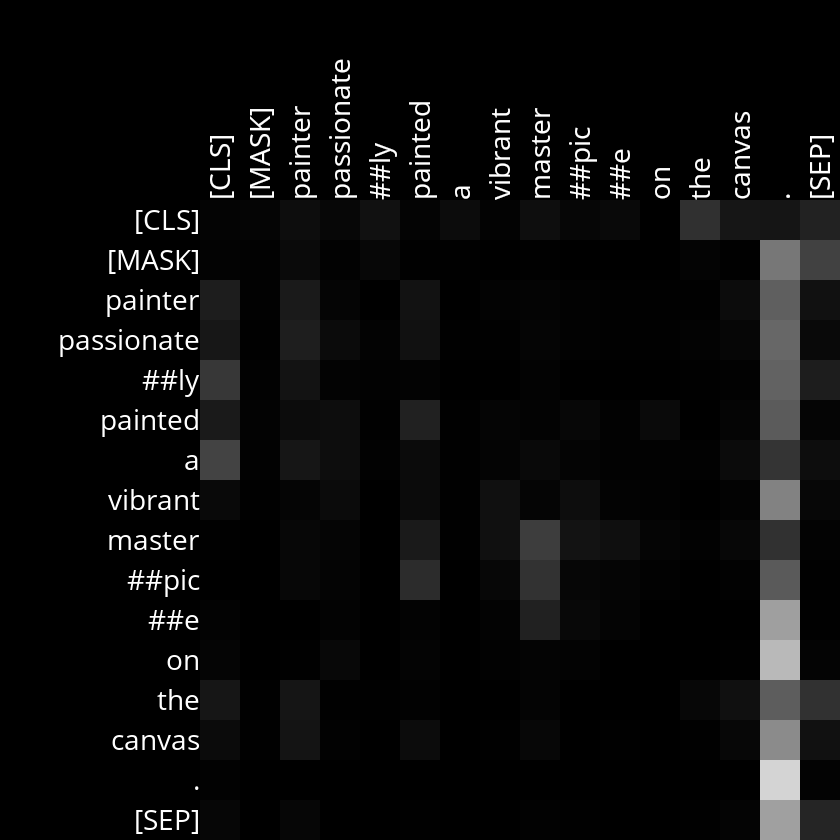 [CLS] [MASK] painter passionate ##ly painted a vibrant master ##pic ##e on the canvas . [SEP]
[CLS]
[MASK]
painter
passionate
##ly
painted
a
vibrant
master
##pic
##e
on
the
canvas
.
[SEP]